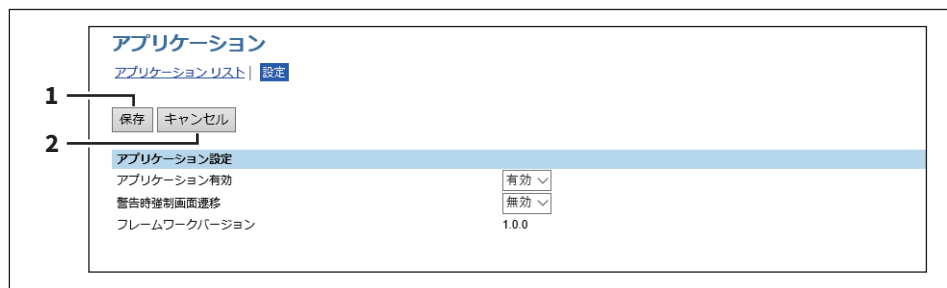 アプリケーション
アプリケーション リスト| 設定
1
保存 キャンセル
2
アプリケーション設定
アプリケーション有効 有効
警告時強制画面遷移 無効
フレームワークバージョン 1.0.0